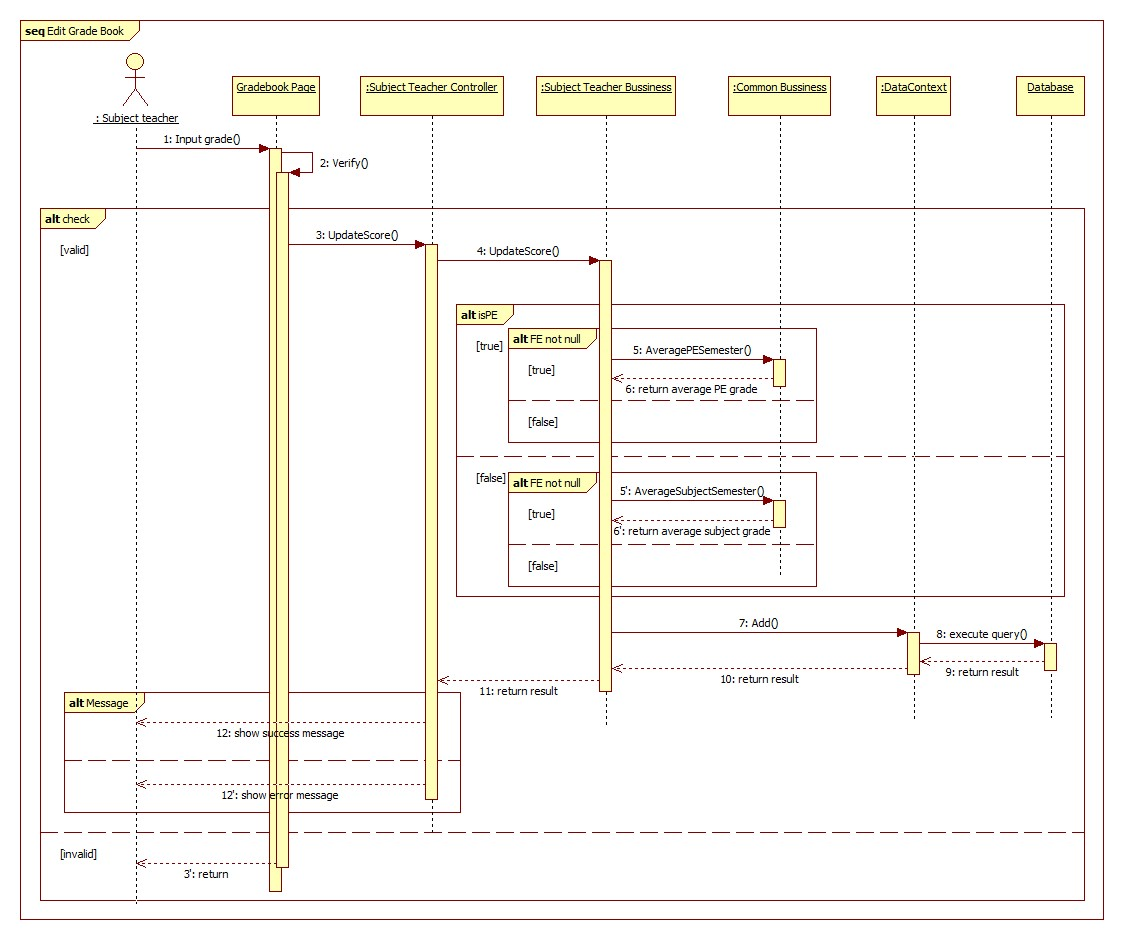 seq Edit Grade Book
: Subject teacher
Gradebook Page
:Subject Teacher Controller
:Subject Teacher Bussiness
:Common Bussiness
:DataContext
Database
1: Input grade()
2: Verify()
alt check
[valid]
3: UpdateScore()
4: UpdateScore()
alt isPE
[true]
alt FE not null
[true]
5: AveragePESemester()
6: return average PE grade
[false]
[false]
alt FE not null
[true]
5': AverageSubjectSemester()
6': return average subject grade
[false]
7: Add()
8: execute query()
9: return result
10: return result
11: return result
alt Message
12: show success message
12': show error message
[invalid]
3': return